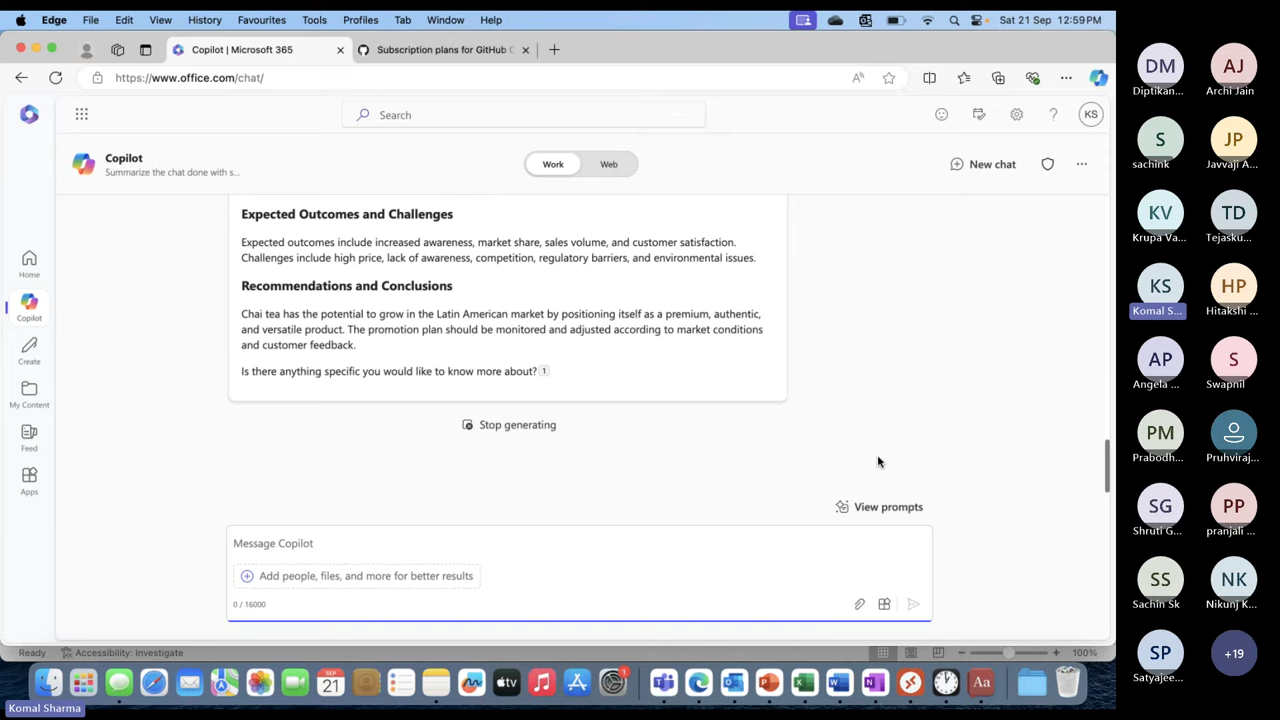 Edge File Edit View History Favourites Tools Profiles Tab Window Help Sat 21 Sep 12:59PM
Copilot | Microsoft 365
Subscription plans for GitHub C
https://www.office.com/chat/
Search
KS
Copilot
Summarize the chat done with s...
Work Web
New chat
Home
Copilot
Create
My Content
Feed
Apps
Expected Outcomes and Challenges
Expected outcomes include increased awareness, market share, sales volume, and customer satisfaction.
Challenges include high price, lack of awareness, competition, regulatory barriers, and environmental issues.
Recommendations and Conclusions
Chai tea has the potential to grow in the Latin American market by positioning itself as a premium, authentic,
and versatile product. The promotion plan should be monitored and adjusted according to market conditions
and customer feedback.
Is there anything specific you would like to know more about? 1
Stop generating
View prompts
Message Copilot
Add people, files, and more for better results
0 / 16000
Ready Accessibility: Investigate 100%
SEP
21
tv
1
Aa
Komal Sharma
DM AJ
Diptikan... Archi Jain
S JP
sachink Javvaji A...
KV TD
Krupa Va... Tejasku...
KS HP
Komal S... Hitakshi ...
AP S
Angela ... Swapnil
PM
Prabodh... Pruhviraj...
SG PP
Shruti G... pranjali ...
SS NK
Sachin Sk Nikunj K...
SP +19
Satyajee...